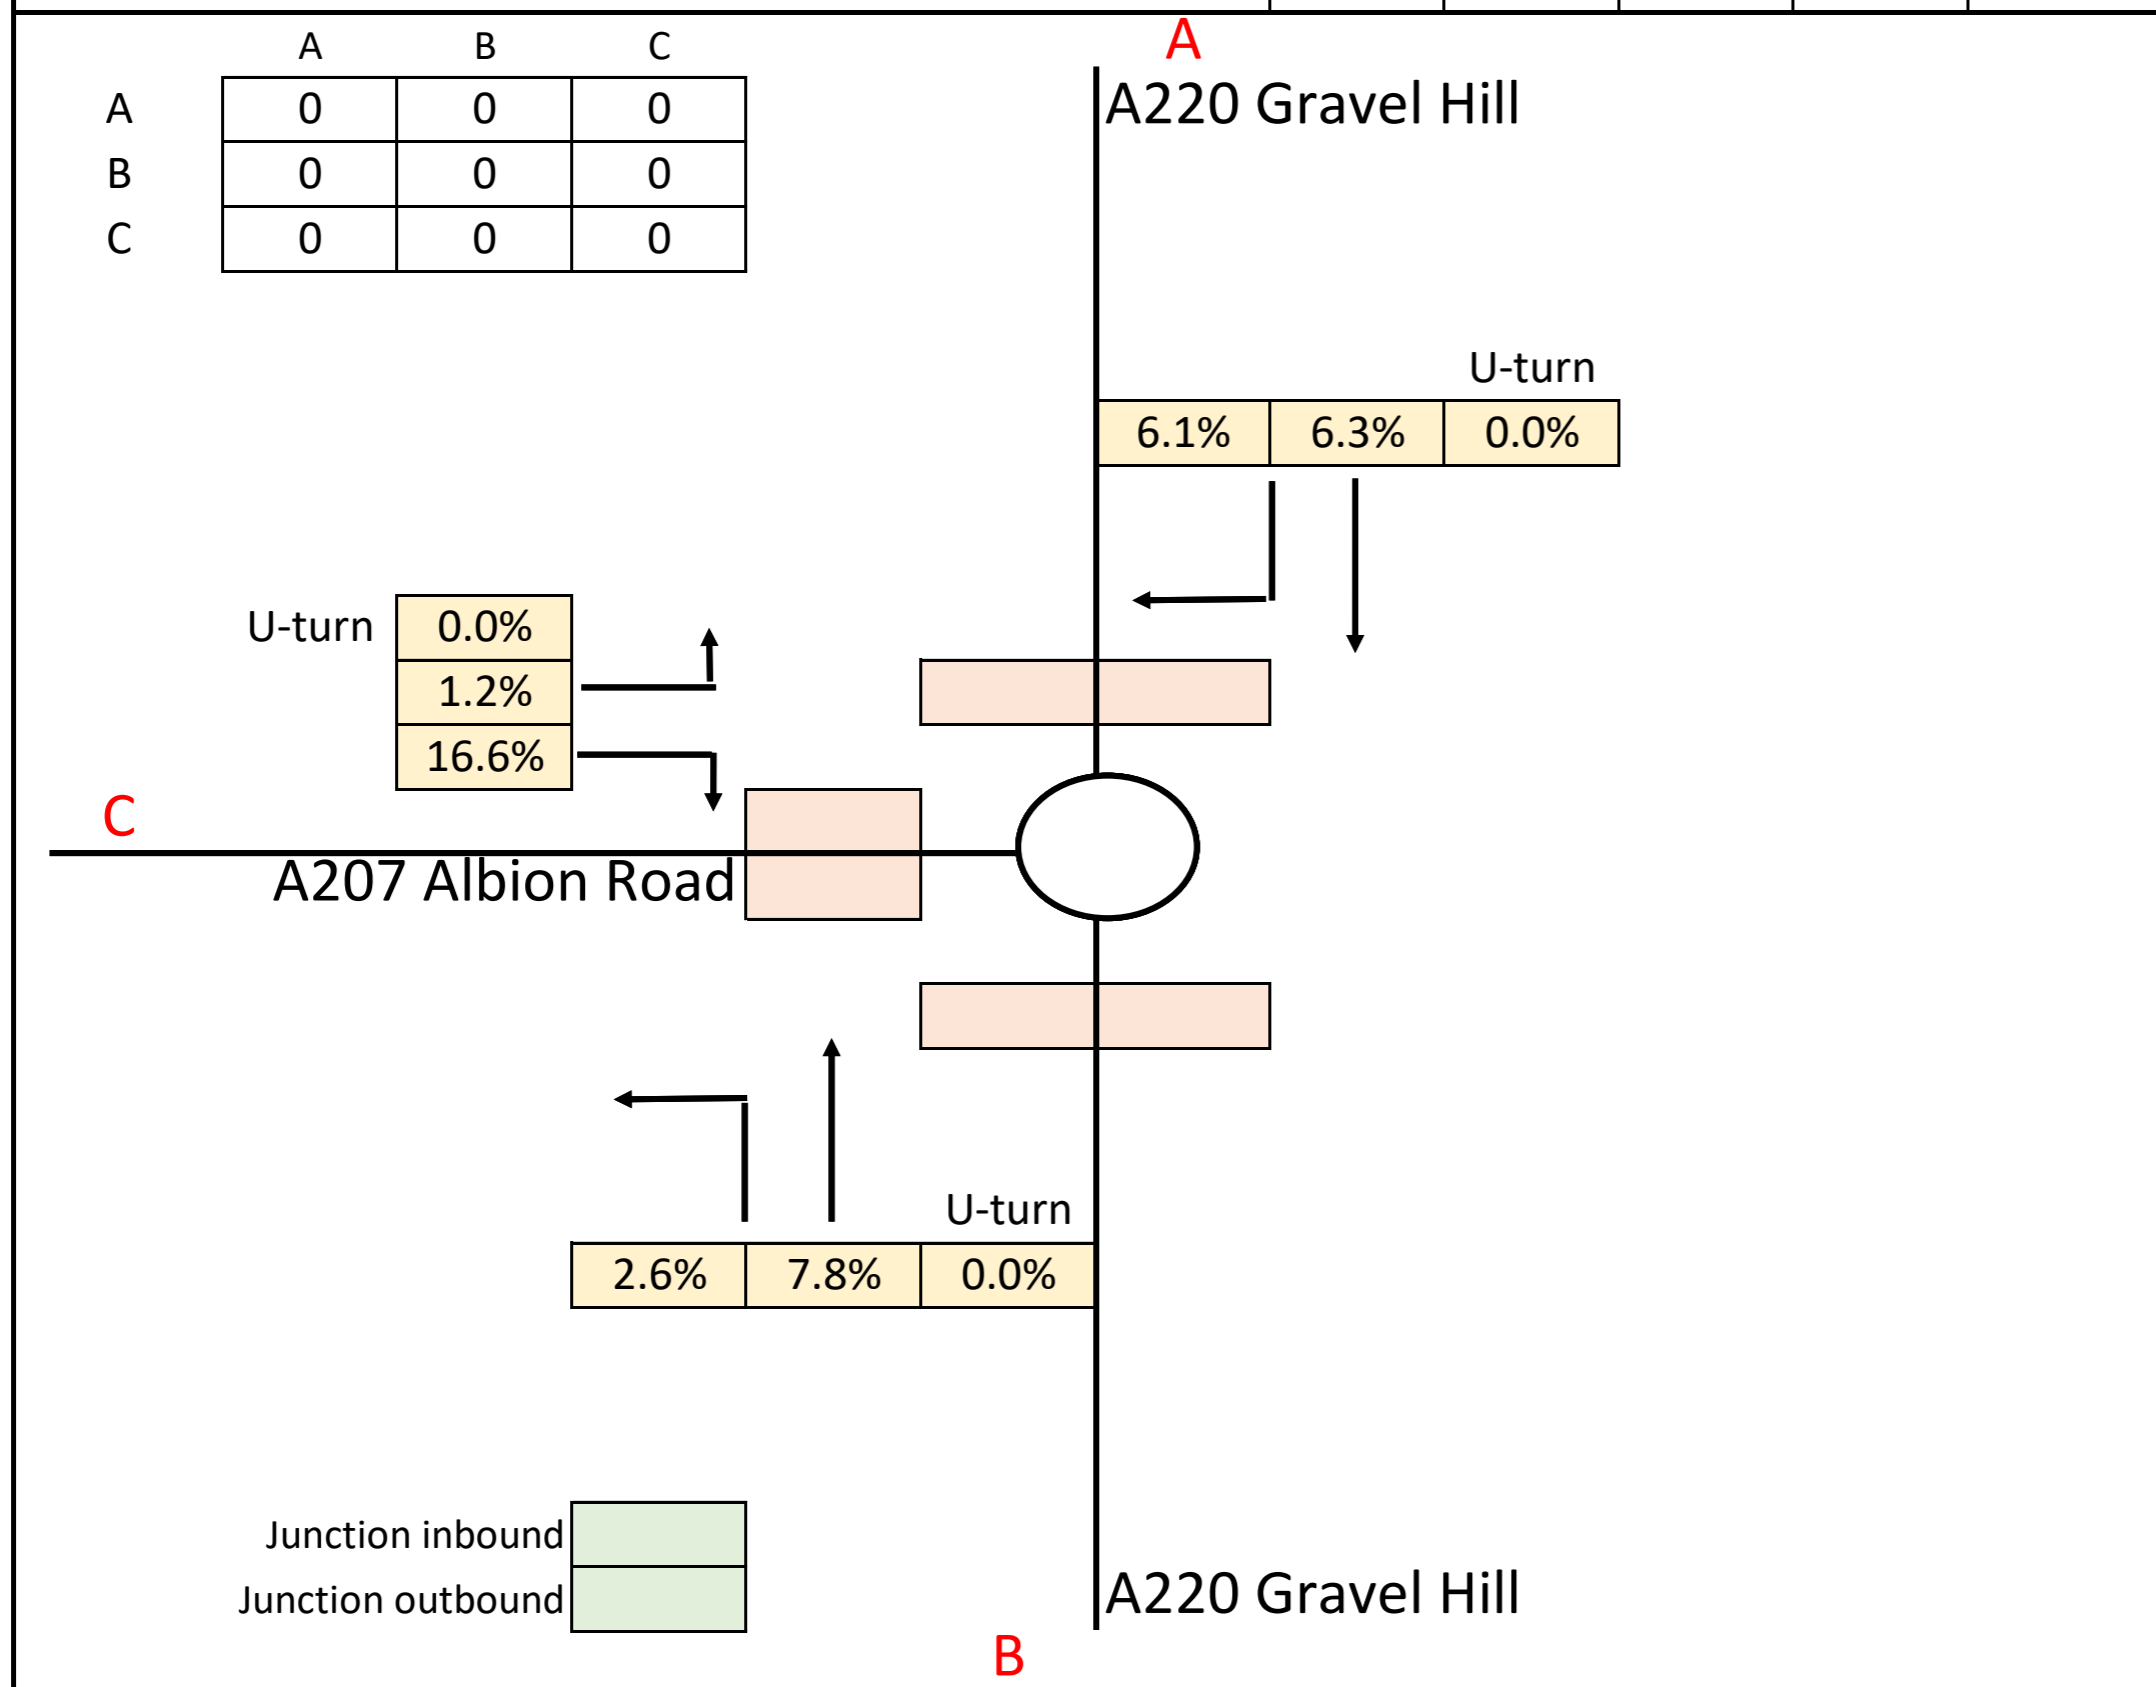 A B C
A
A 0 0 0
A220 Gravel Hill
B 0 0 0
C 0 0 0
U-turn
6.1% 6.3% 0.0%
U-turn 0.0%
1.2%
16.6%
C
A207 Albion Road
U-turn
2.6% 7.8% 0.0%
Junction inbound
Junction outbound
A220 Gravel Hill
B